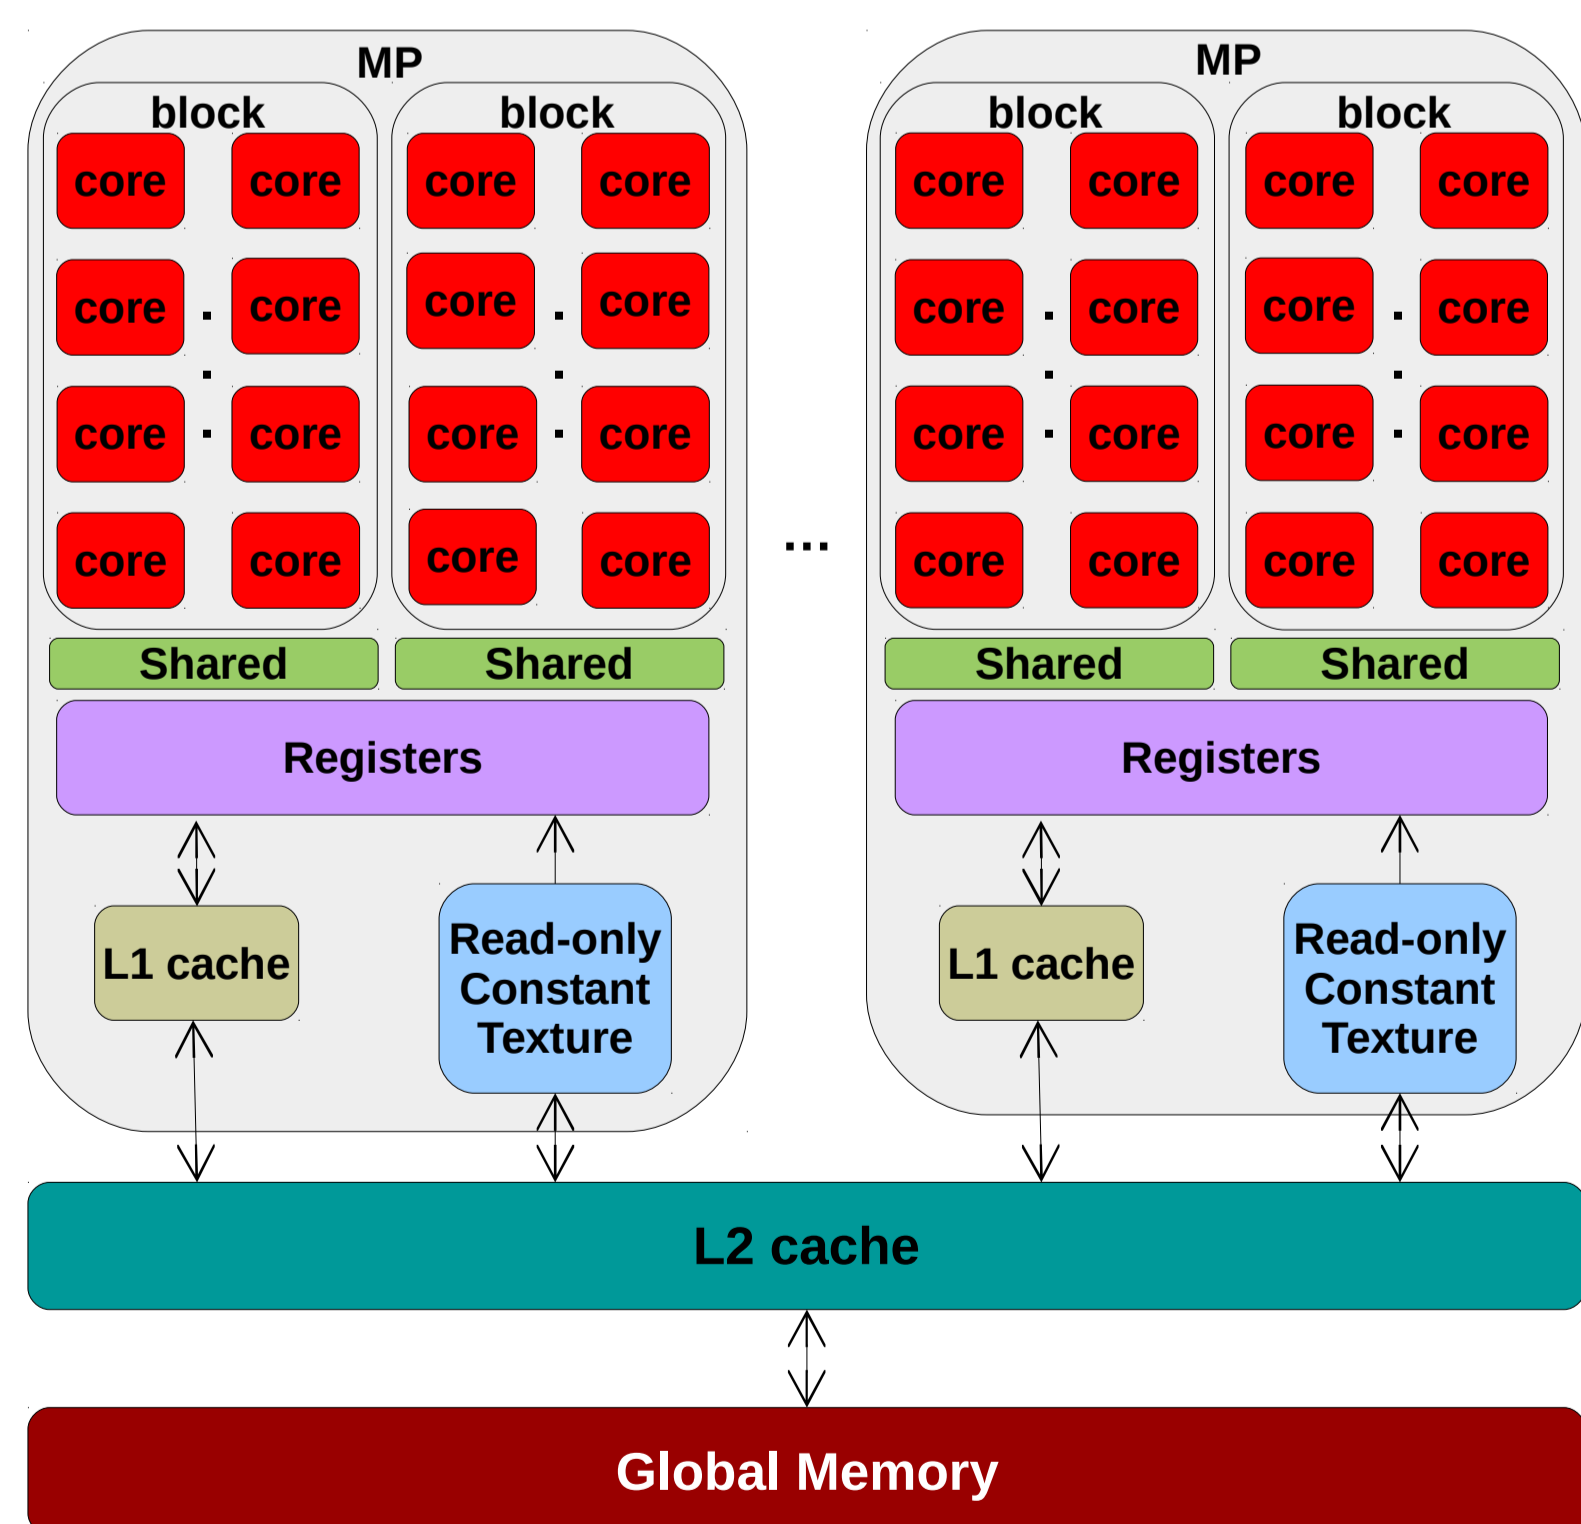 MP MP
block block block block
core core core core core core core core
core core core core core core core core
core core core core core core core core
...
core core core core core core core core
Shared Shared Shared Shared
Registers Registers
L1 cache
Read-only
Constant
Texture
L1 cache
Read-only
Constant
Texture
L2 cache
Global Memory